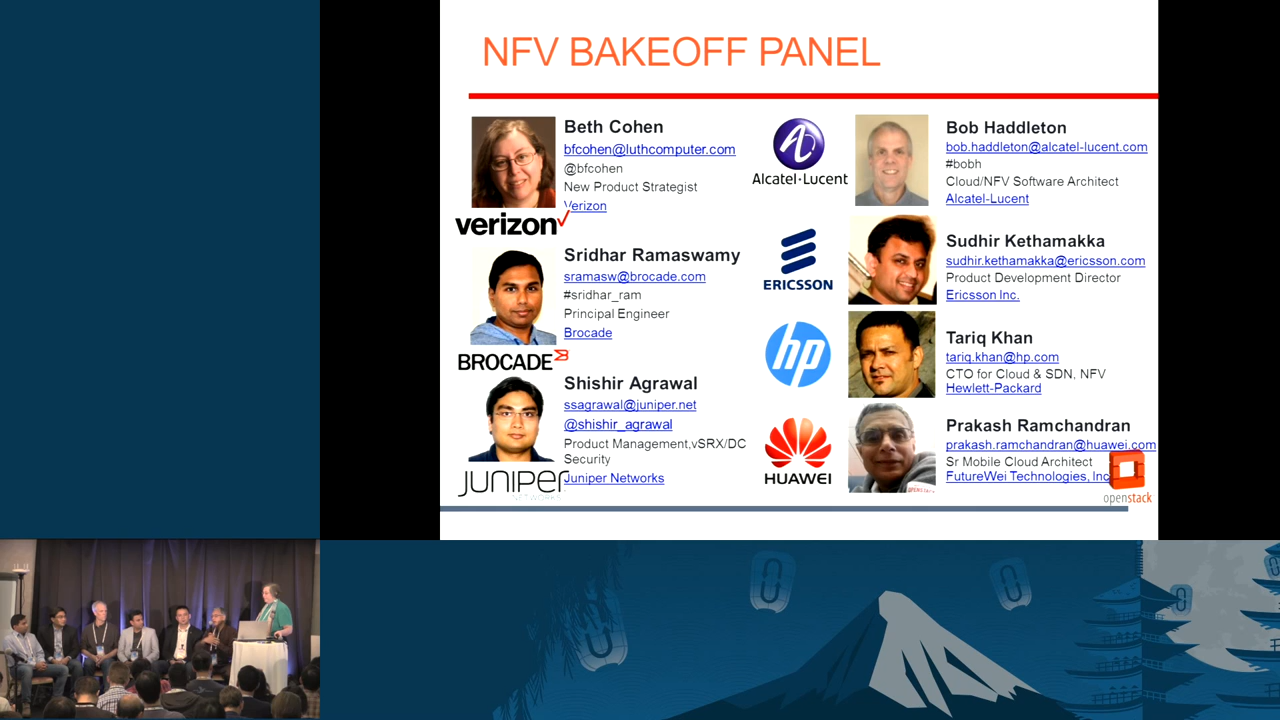 NFV BAKEOFF PANEL
Beth Cohen
bfcohen@luthcomputer.com
@bfcohen
New Product Strategist
Verizon
verizon
Sridhar Ramaswamy
sramasw@brocade.com
#sridhar_ram
Principal Engineer
Brocade
BROCADE
Shishir Agrawal
ssagrawal@juniper.net
@shishir_agrawal
Product Management,vSRX/DC
Security
Juniper Networks
JUNIPER
NETWORKS
Alcatel·Lucent
Bob Haddleton
bob.haddleton@alcatel-lucent.com
#bobh
Cloud/NFV Software Architect
Alcatel-Lucent
ERICSSON
Sudhir Kethamakka
sudhir.kethamakka@ericsson.com
Product Development Director
Ericsson Inc.
hp
Tariq Khan
tariq.khan@hp.com
CTO for Cloud & SDN, NFV
Hewlett-Packard
HUAWEI
Prakash Ramchandran
prakash.ramchandran@huawei.com
Sr Mobile Cloud Architect
FutureWei Technologies, Inc
openstack